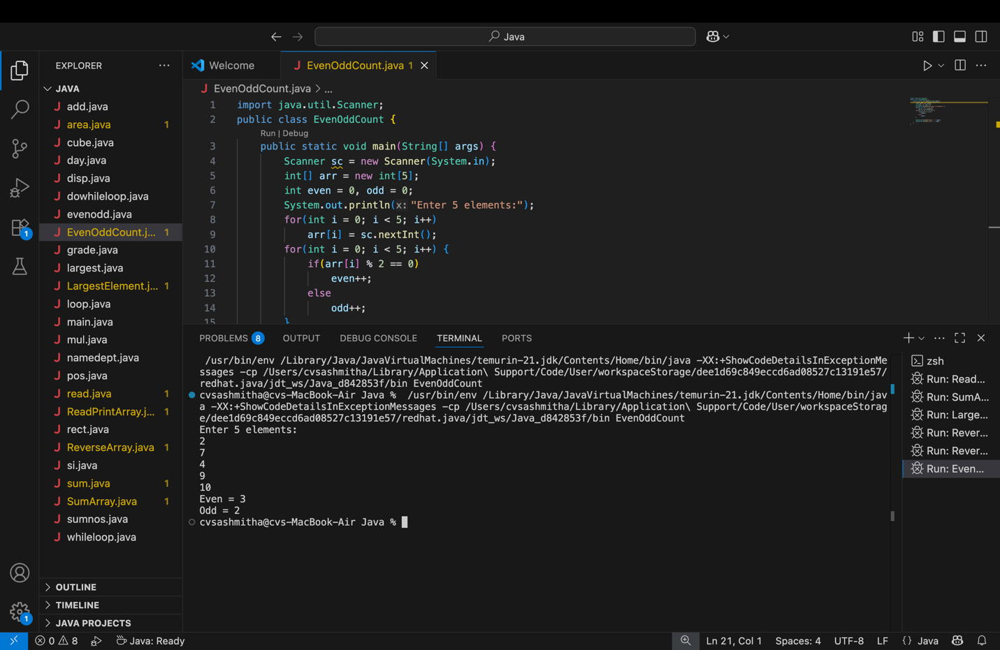 Java
EXPLORER
Welcome
J EvenOddCount.java 1
JAVA
J add.java
J area.java 1
J cube.java
J day.java
J disp.java
J dowhileloop.java
J evenodd.java
J EvenOddCount.j... 1
J grade.java
J largest.java
J LargestElement.j... 1
J loop.java
J main.java
J mul.java
J namedept.java
J pos.java
J read.java 1
J ReadPrintArray.j... 1
J rect.java
J ReverseArray.java 1
J si.java
J sum.java 1
J SumArray.java 1
J sumnos.java
J whileloop.java
OUTLINE
TIMELINE
JAVA PROJECTS
1
1
J EvenOddCount.java > ...
1 import java.util.Scanner;
2 public class EvenOddCount {
Run | Debug
3 public static void main(String[] args) {
4 Scanner sc = new Scanner(System.in);
5 int[] arr = new int[5];
6 int even = 0, odd = 0;
7 System.out.println(x: "Enter 5 elements:");
8 for(int i = 0; i < 5; i++)
9 arr[i] = sc.nextInt();
10 for(int i = 0; i < 5; i++) {
11 if(arr[i] % 2 == 0)
12 even++;
13 else
14 odd++;
15 }
PROBLEMS 8 OUTPUT DEBUG CONSOLE TERMINAL PORTS
/usr/bin/env /Library/Java/JavaVirtualMachines/temurin-21.jdk/Contents/Home/bin/java -XX:+ShowCodeDetailsInExceptionMe
ssages -cp /Users/cvsashmitha/Library/Application\ Support/Code/User/workspaceStorage/dee1d69c849eccd6ad08527c13191e57/
redhat.java/jdt_ws/Java_d842853f/bin EvenOddCount
cvsashmitha@cvs-MacBook-Air Java % /usr/bin/env /Library/Java/JavaVirtualMachines/temurin-21.jdk/Contents/Home/bin/jav
a -XX:+ShowCodeDetailsInExceptionMessages -cp /Users/cvsashmitha/Library/Application\ Support/Code/User/workspaceStorag
e/dee1d69c849eccd6ad08527c13191e57/redhat.java/jdt_ws/Java_d842853f/bin EvenOddCount
Enter 5 elements:
2
7
4
9
10
Even = 3
Odd = 2
cvsashmitha@cvs-MacBook-Air Java %
zsh
Run: Read...
Run: SumA...
Run: Large...
Run: Rever...
Run: Rever...
Run: Even...
0 8 Java: Ready
Ln 21, Col 1 Spaces: 4 UTF-8 LF {} Java